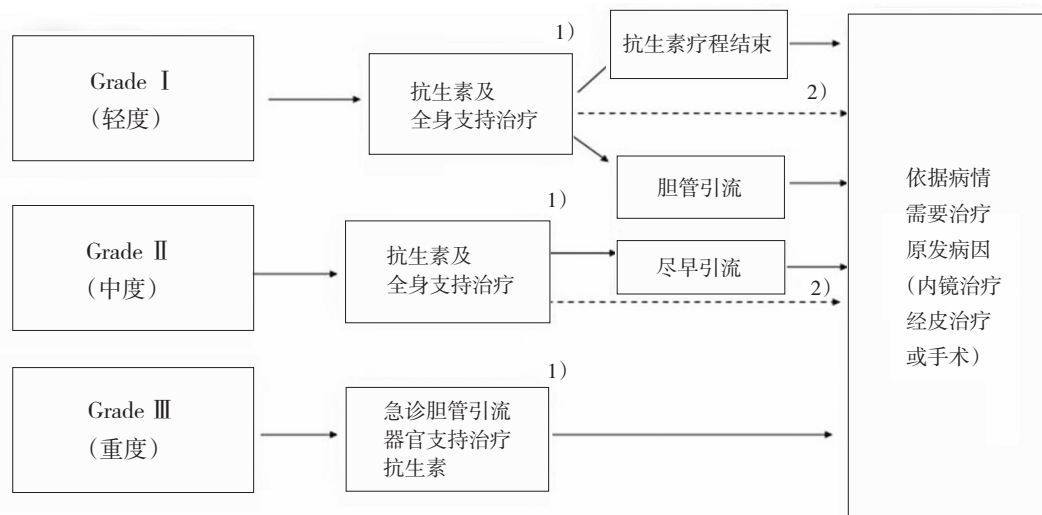 Grade Ⅰ
（轻度）
1）
抗生素及
全身支持治疗
抗生素疗程结束
2）
胆管引流
Grade Ⅱ
（中度）
1）
抗生素及
全身支持治疗
尽早引流
2）
Grade Ⅲ
（重度）
1）
急诊胆管引流
器官支持治疗
抗生素
依据病情
需要治疗
原发病因
（内镜治疗
经皮治疗
或手术）